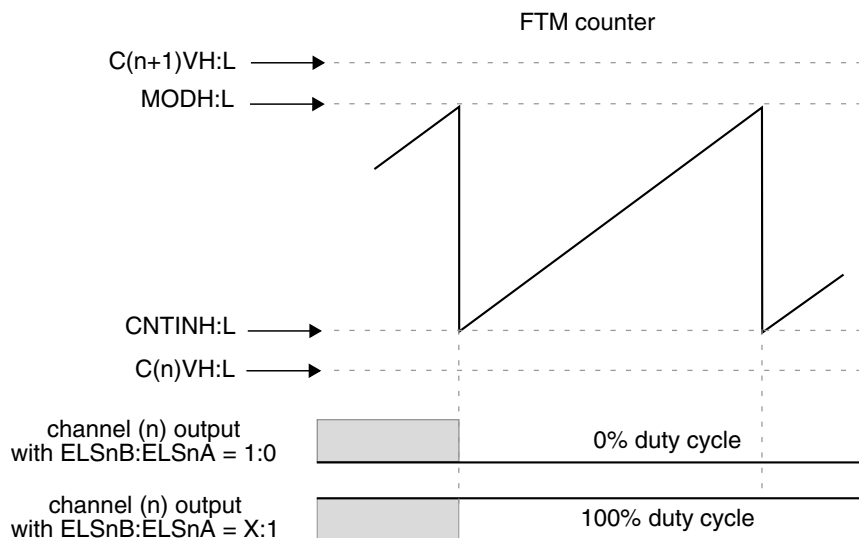 FTM counter
C(n+1)VH:L
MODH:L
CNTINH:L
C(n)VH:L
channel (n) output
with ELSnB:ELSnA = 1:0
0% duty cycle
channel (n) output
with ELSnB:ELSnA = X:1
100% duty cycle